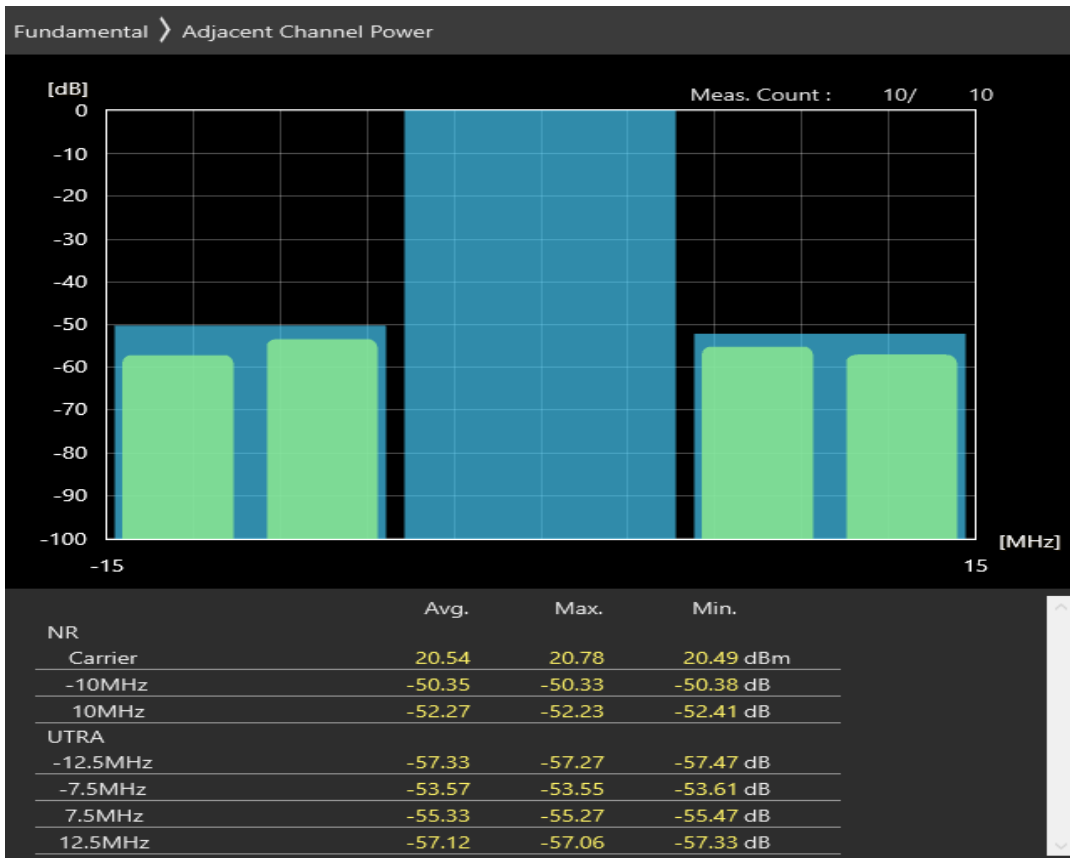 Fundamental 》 Adjacent Channel Power
[dB]
Meas. Count : 10/ 10
0
-10
-20
-30
-40
-50
-60
-70
-80
-90
-100
[MHz]
-15 15
Avg. Max. Min.
NR
Carrier 20.54 20.78 20.49 dBm
-10MHz -50.35 -50.33 -50.38 dB
10MHz -52.27 -52.23 -52.41 dB
UTRA
-12.5MHz -57.33 -57.27 -57.47 dB
-7.5MHz -53.57 -53.55 -53.61 dB
7.5MHz -55.33 -55.27 -55.47 dB
12.5MHz -57.12 -57.06 -57.33 dB